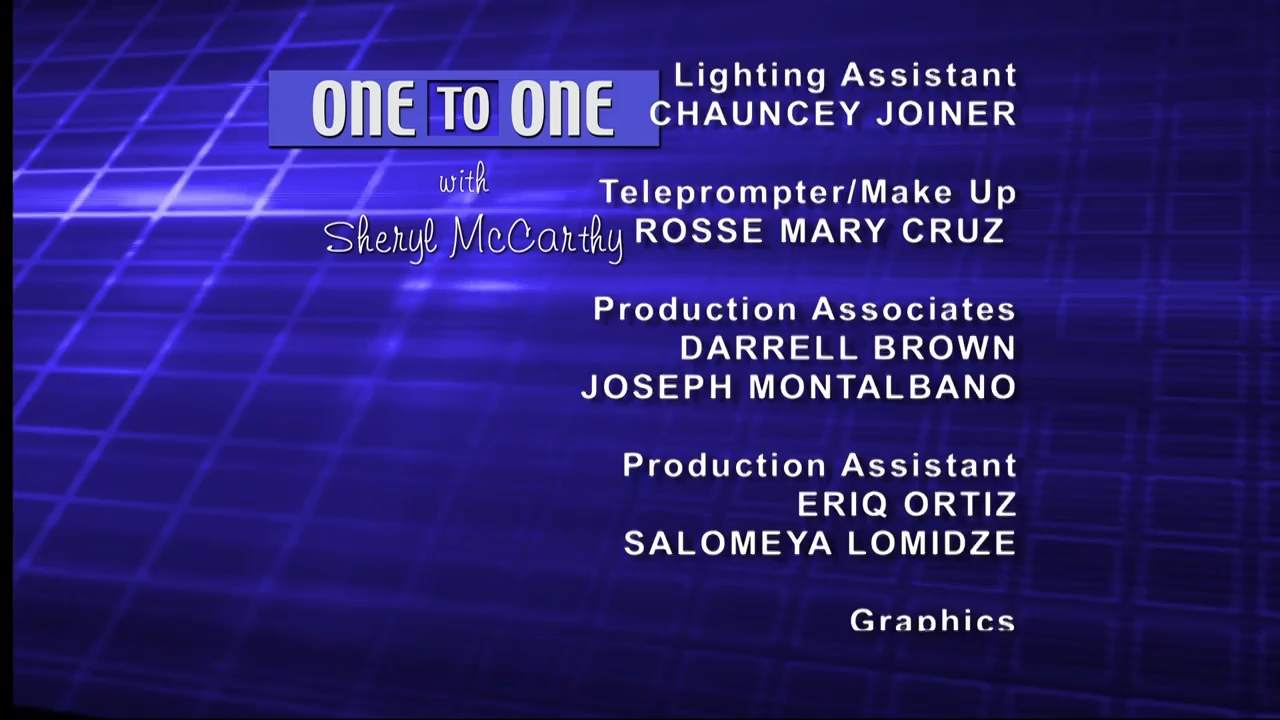 ONE TO ONE
with
Sheryl McCarthy
Lighting Assistant
CHAUNCEY JOINER
Teleprompter/Make Up
ROSSE MARY CRUZ
Production Associates
DARRELL BROWN
JOSEPH MONTALBANO
Production Assistant
ERIQ ORTIZ
SALOMEYA LOMIDZE
Graphics